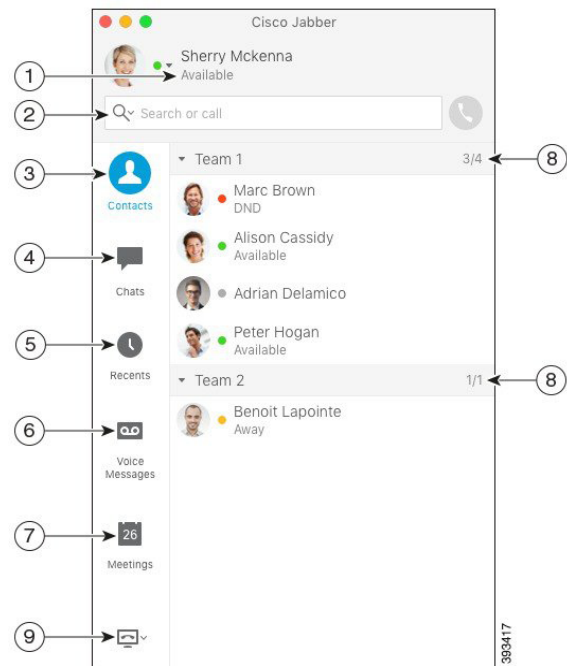 Cisco Jabber
Sherry Mckenna
1
Available
2
Search or call
Team 1
3/4
8
3
Contacts
Marc Brown
DND
Alison Cassidy
Available
4
Chats
Adrian Delamico
5
Recents
Peter Hogan
Available
Team 2
1/1
8
6
Voice
Messages
Benoit Lapointe
Away
7
26
Meetings
9
393417